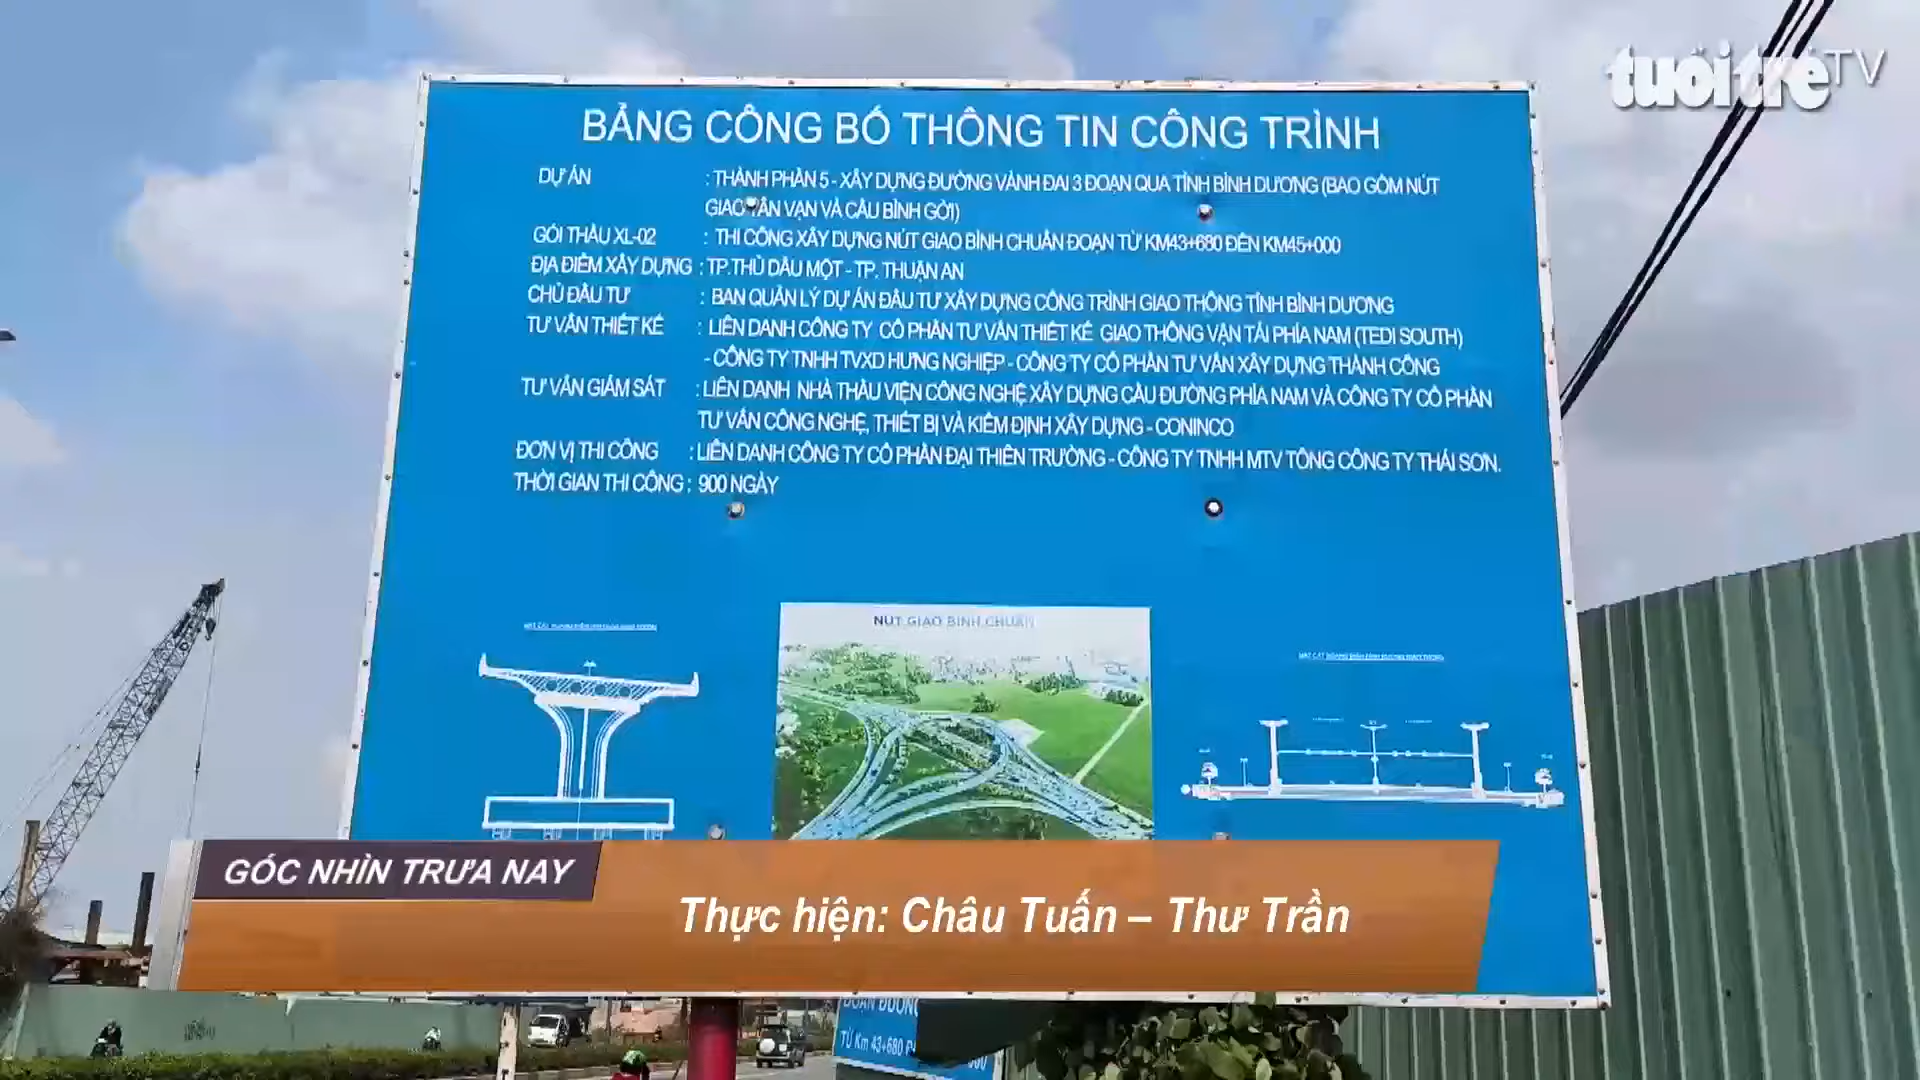 tuổi trẻ TV
BẢNG CÔNG BỐ THÔNG TIN CÔNG TRÌNH
DỰ ÁN : THÀNH PHẦN 5 - XÂY DỰNG ĐƯỜNG VÀNH ĐAI 3 ĐOẠN QUA TỈNH BÌNH DƯƠNG (BAO GỒM NÚT
GIAO TÂN VẠN VÀ CẦU BÌNH GỞI)
GÓI THẦU XL-02 : THI CÔNG XÂY DỰNG NÚT GIAO BÌNH CHUẨN ĐOẠN TỪ KM43+680 ĐẾN KM45+000
ĐỊA ĐIỂM XÂY DỰNG : TP.THỦ DẦU MỘT - TP. THUẬN AN
CHỦ ĐẦU TƯ : BAN QUẢN LÝ DỰ ÁN ĐẦU TƯ XÂY DỰNG CÔNG TRÌNH GIAO THÔNG TỈNH BÌNH DƯƠNG
TƯ VẤN THIẾT KẾ : LIÊN DANH CÔNG TY CỔ PHẦN TƯ VẤN THIẾT KẾ GIAO THÔNG VẬN TẢI PHÍA NAM (TEDI SOUTH)
- CÔNG TY TNHH TVXD HƯNG NGHIỆP - CÔNG TY CỔ PHẦN TƯ VẤN XÂY DỰNG THÀNH CÔNG
TƯ VẤN GIÁM SÁT : LIÊN DANH NHÀ THẦU VIỆN CÔNG NGHỆ XÂY DỰNG CẦU ĐƯỜNG PHÍA NAM VÀ CÔNG TY CỔ PHẦN
TƯ VẤN CÔNG NGHỆ, THIẾT BỊ VÀ KIỂM ĐỊNH XÂY DỰNG - CONINCO
ĐƠN VỊ THI CÔNG : LIÊN DANH CÔNG TY CỔ PHẦN ĐẠI THIÊN TRƯỜNG - CÔNG TY TNHH MTV TỔNG CÔNG TY THÁI SƠN.
THỜI GIAN THI CÔNG : 900 NGÀY
NÚT GIAO BÌNH CHUẨN
GÓC NHÌN TRƯA NAY
Thực hiện: Châu Tuấn – Thư Trần
ĐOẠN ĐƯỜNG
TỪ Km 43+680